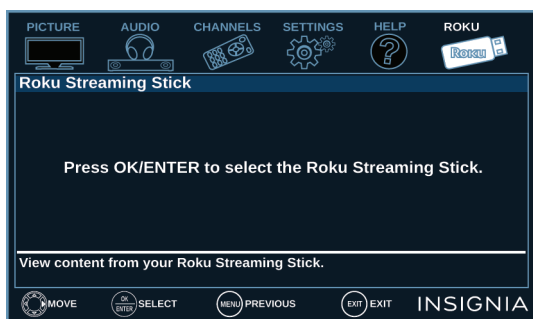 PICTURE AUDIO CHANNELS SETTINGS HELP ROKU
ROKU
Roku Streaming Stick
Press OK/ENTER to select the Roku Streaming Stick.
View content from your Roku Streaming Stick.
MOVE OK ENTER SELECT MENU PREVIOUS EXIT EXIT INSIGNIA